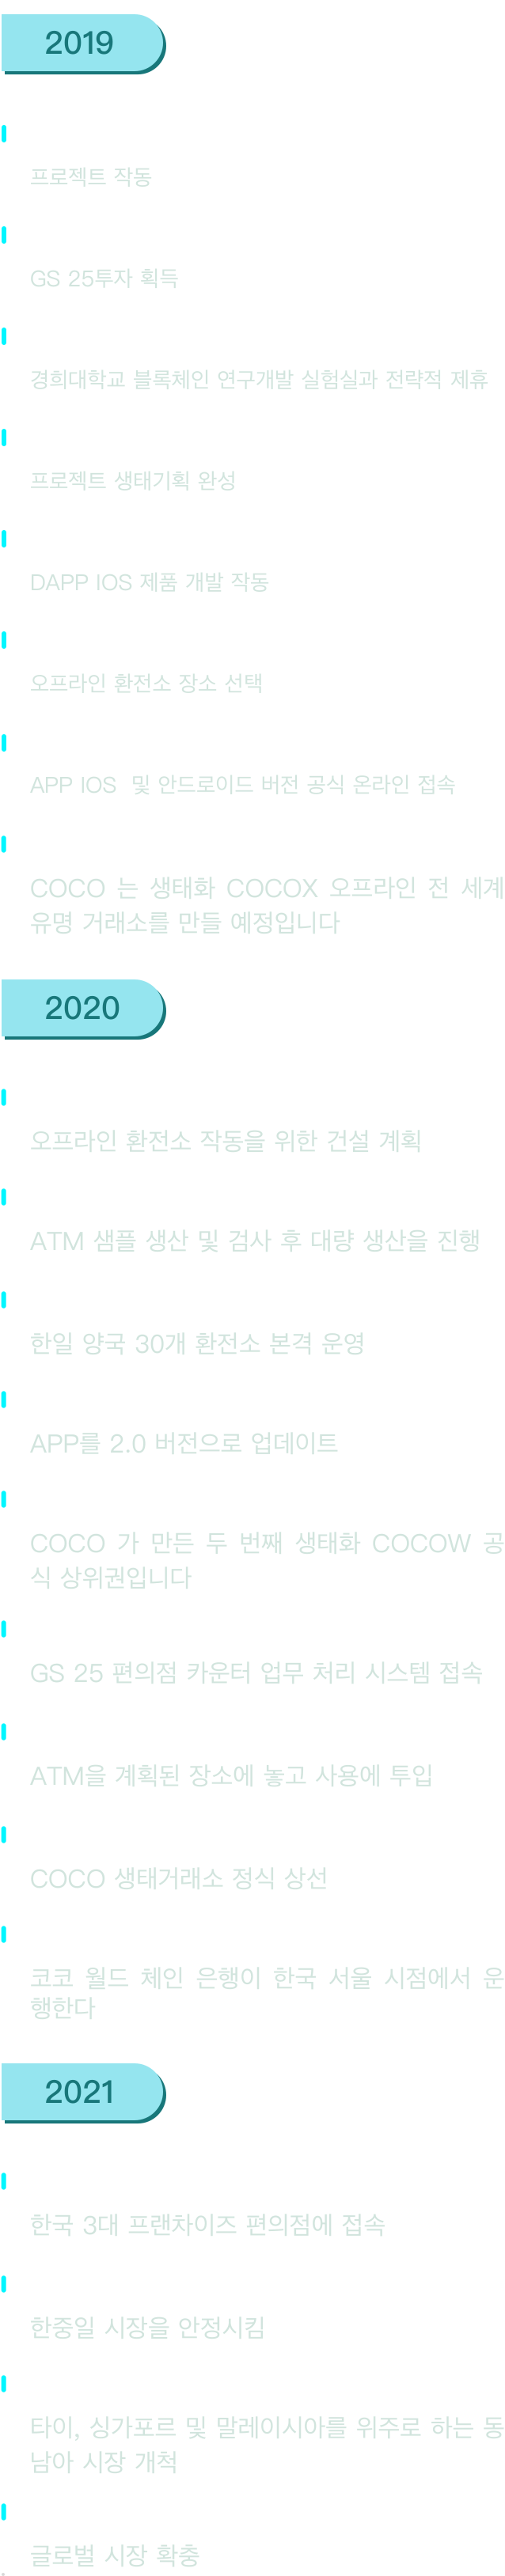 2019
프로젝트 작동
GS 25투자 획득
경희대학교 블록체인 연구개발 실험실과 전략적 제휴
프로젝트 생태기획 완성
DAPP IOS 제품 개발 작동
오프라인 환전소 장소 선택
APP IOS 및 안드로이드 버전 공식 온라인 접속
COCO 는 생태화 COCOX 오프라인 전 세계
유명 거래소를 만들 예정입니다
2020
오프라인 환전소 작동을 위한 건설 계획
ATM 샘플 생산 및 검사 후 대량 생산을 진행
한일 양국 30개 환전소 본격 운영
APP를 2.0 버전으로 업데이트
COCO 가 만든 두 번째 생태화 COCOW 공
식 상위권입니다
GS 25 편의점 카운터 업무 처리 시스템 접속
ATM을 계획된 장소에 놓고 사용에 투입
COCO 생태거래소 정식 상선
코코 월드 체인 은행이 한국 서울 시점에서 운
행한다
2021
한국 3대 프랜차이즈 편의점에 접속
한중일 시장을 안정시킴
타이, 싱가포르 및 말레이시아를 위주로 하는 동
남아 시장 개척
글로벌 시장 확충